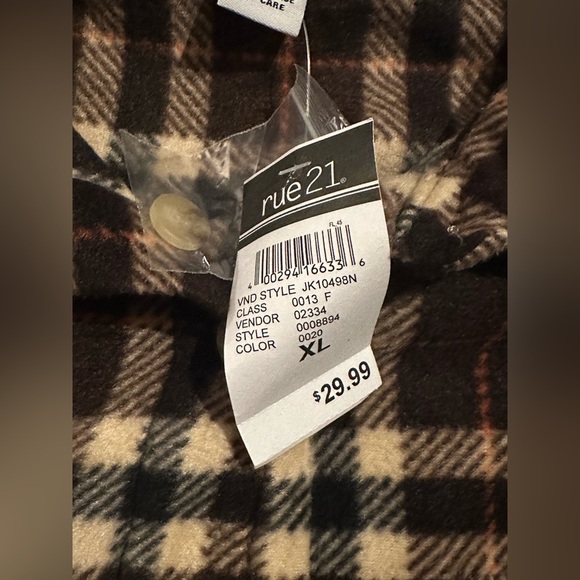 CARE
rue21®
FL 45
4 00294 16633 6
VND STYLE JK10498N
CLASS 0013 F
VENDOR 02334
STYLE 0008894
COLOR 0020
XL
$29.99